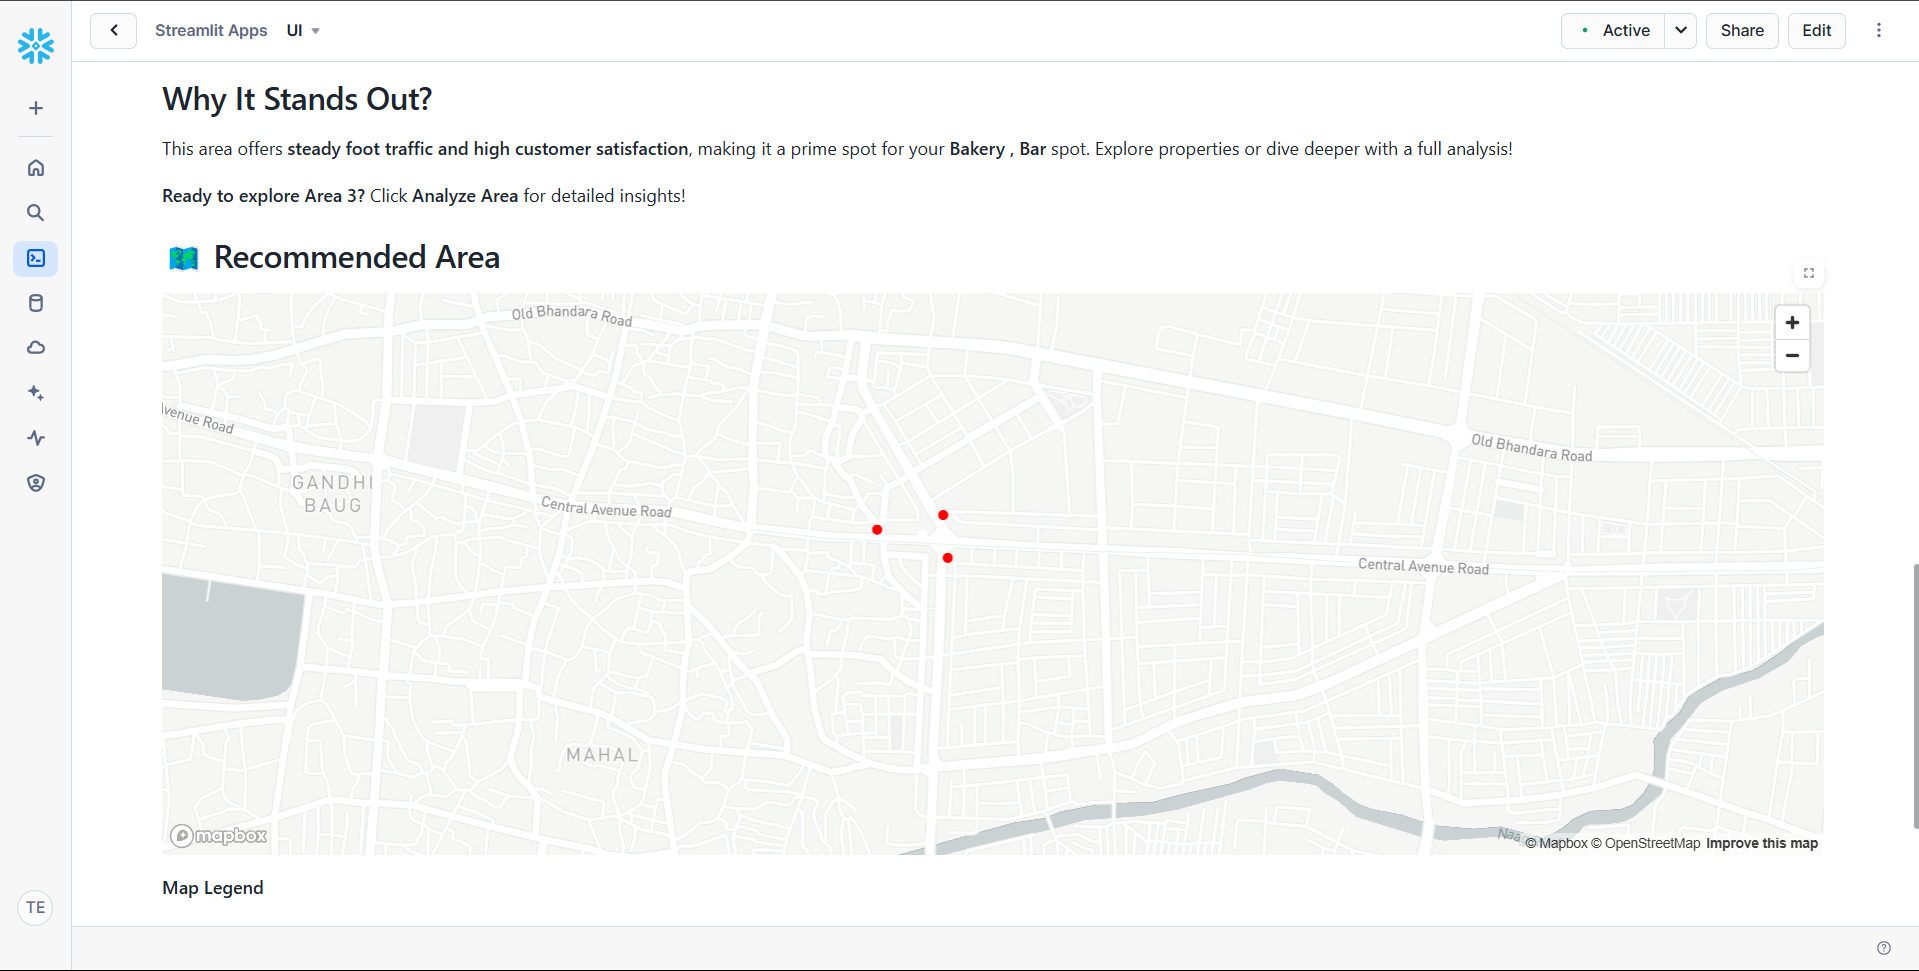 Streamlit Apps UI
Active
Share
Edit
Why It Stands Out?
This area offers steady foot traffic and high customer satisfaction, making it a prime spot for your Bakery , Bar spot. Explore properties or dive deeper with a full analysis!
Ready to explore Area 3? Click Analyze Area for detailed insights!
Recommended Area
Old Bhandara Road
Avenue Road
Old Bhandara Road
GANDHI
BAUG
Central Avenue Road
Central Avenue Road
MAHAL
mapbox
Naa
© Mapbox © OpenStreetMap Improve this map
Map Legend
TE